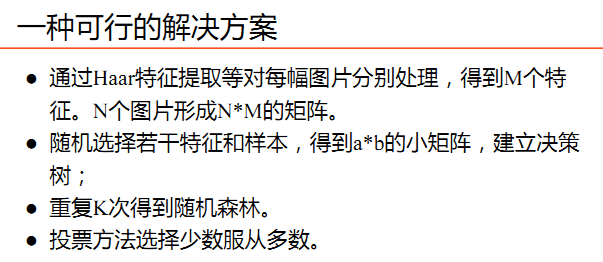 一种可行的解决方案
● 通过Haar特征提取等对每幅图片分别处理，得到M个特
征。N个图片形成N*M的矩阵。
● 随机选择若干特征和样本，得到a*b的小矩阵，建立决策
树；
● 重复K次得到随机森林。
● 投票方法选择少数服从多数。